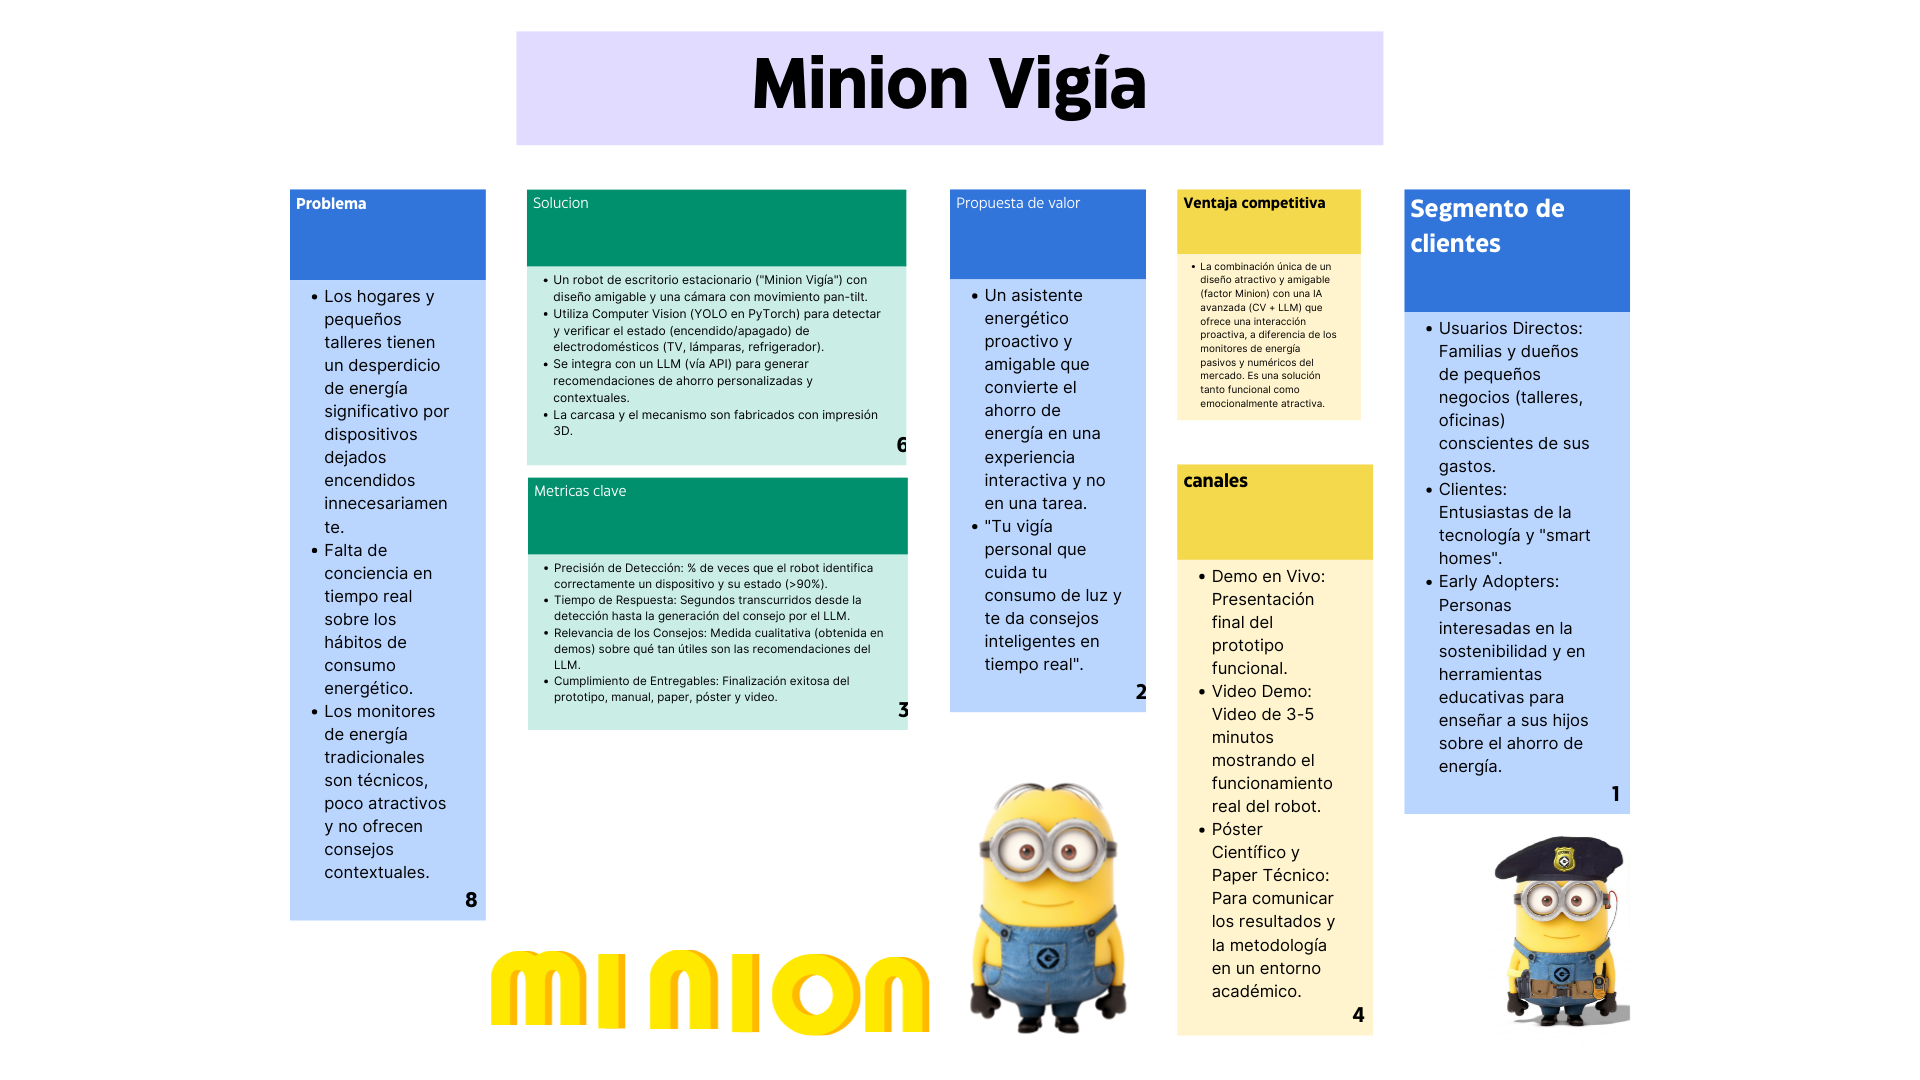 Minion Vigía
Problema
Los hogares y
pequeños
talleres tienen
un desperdicio
de energía
significativo por
dispositivos
dejados
encendidos
innecesariamen
te.
Falta de
conciencia en
tiempo real
sobre los
hábitos de
consumo
energético.
Los monitores
de energía
tradicionales
son técnicos,
poco atractivos
y no ofrecen
consejos
contextuales.
8
Solucion
Un robot de escritorio estacionario ("Minion Vigía") con
diseño amigable y una cámara con movimiento pan-tilt.
Utiliza Computer Vision (YOLO en PyTorch) para detectar
y verificar el estado (encendido/apagado) de
electrodomésticos (TV, lámparas, refrigerador).
Se integra con un LLM (vía API) para generar
recomendaciones de ahorro personalizadas y
contextuales.
La carcasa y el mecanismo son fabricados con impresión
3D.
6
Metricas clave
Precisión de Detección: % de veces que el robot identifica
correctamente un dispositivo y su estado (>90%).
Tiempo de Respuesta: Segundos transcurridos desde la
detección hasta la generación del consejo por el LLM.
Relevancia de los Consejos: Medida cualitativa (obtenida en
demos) sobre qué tan útiles son las recomendaciones del
LLM.
Cumplimiento de Entregables: Finalización exitosa del
prototipo, manual, paper, póster y video.
3
Propuesta de valor
Un asistente
energético
proactivo y
amigable que
convierte el
ahorro de
energía en una
experiencia
interactiva y no
en una tarea.
"Tu vigía
personal que
cuida tu
consumo de luz y
te da consejos
inteligentes en
tiempo real".
2
Ventaja competitiva
La combinación única de un
diseño atractivo y amigable
(factor Minion) con una IA
avanzada (CV + LLM) que
ofrece una interacción
proactiva, a diferencia de los
monitores de energía
pasivos y numéricos del
mercado. Es una solución
tanto funcional como
emocionalmente atractiva.
canales
Demo en Vivo:
Presentación
final del
prototipo
funcional.
Video Demo:
Video de 3-5
minutos
mostrando el
funcionamiento
real del robot.
Póster
Científico y
Paper Técnico:
Para comunicar
los resultados y
la metodología
en un entorno
académico.
4
Segmento de
clientes
Usuarios Directos:
Familias y dueños
de pequeños
negocios (talleres,
oficinas)
conscientes de sus
gastos.
Clientes:
Entusiastas de la
tecnología y "smart
homes".
Early Adopters:
Personas
interesadas en la
sostenibilidad y en
herramientas
educativas para
enseñar a sus hijos
sobre el ahorro de
energía.
1
MINION